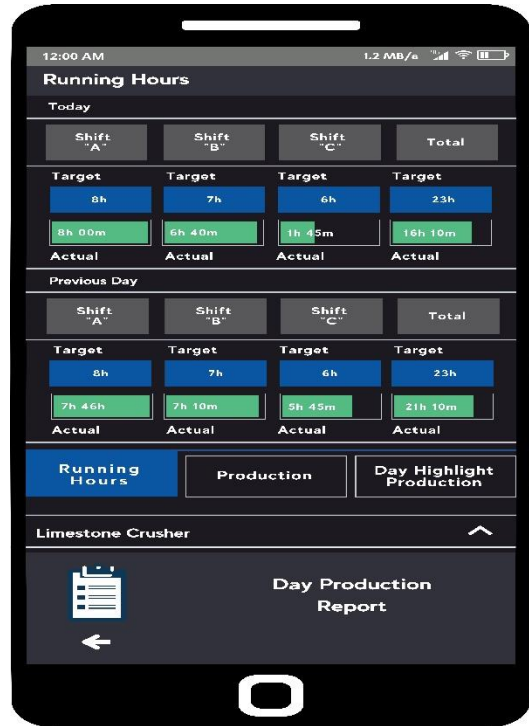 12:00 AM 1.2 MB/s
Running Hours
Today
Shift "A" Shift "B" Shift "C" Total
Target Target Target Target
8h 7h 6h 23h
8h 00m 6h 40m 1h 45m 16h 10m
Actual Actual Actual Actual
Previous Day
Shift "A" Shift "B" Shift "C" Total
Target Target Target Target
8h 7h 6h 23h
7h 46h 7h 10m 5h 45m 21h 10m
Actual Actual Actual Actual
Running Hours Production Day Highlight Production
Limestone Crusher
Day Production
Report